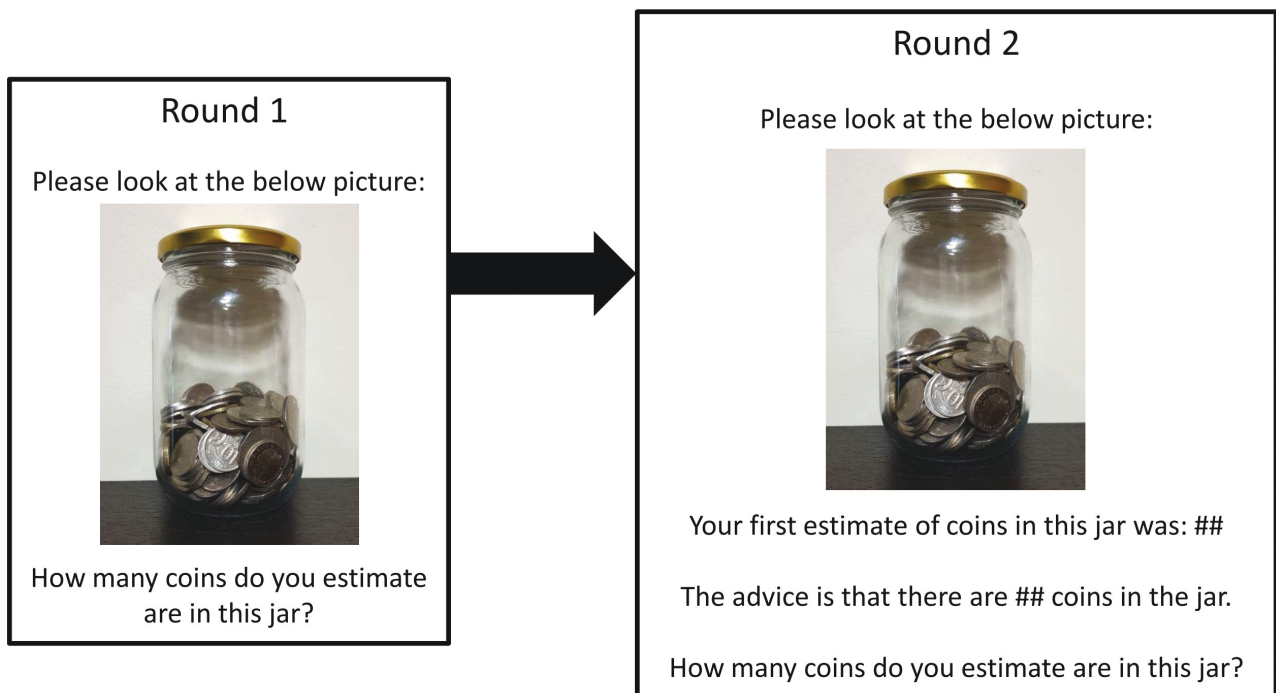 Round 1
Please look at the below picture:
How many coins do you estimate
are in this jar?
Round 2
Please look at the below picture:
Your first estimate of coins in this jar was: ##
The advice is that there are ## coins in the jar.
How many coins do you estimate are in this jar?